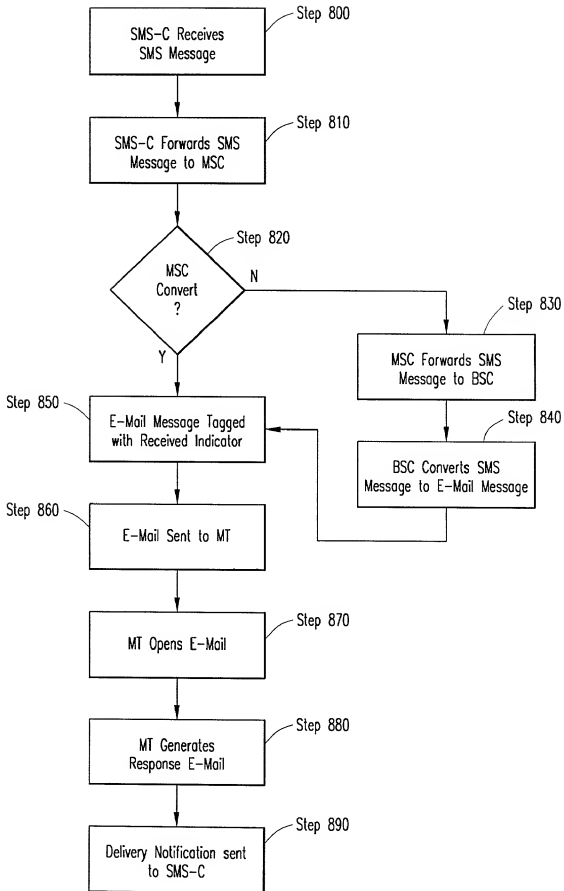 Step 800
SMS-C Receives
SMS Message
Step 810
SMS-C Forwards SMS
Message to MSC
Step 820
MSC
Convert
?
N
Y
Step 830
MSC Forwards SMS
Message to BSC
Step 840
BSC Converts SMS
Message to E-Mail Message
Step 850
E-Mail Message Tagged
with Received Indicator
Step 860
E-Mail Sent to MT
Step 870
MT Opens E-Mail
Step 880
MT Generates
Response E-Mail
Step 890
Delivery Notification sent
to SMS-C